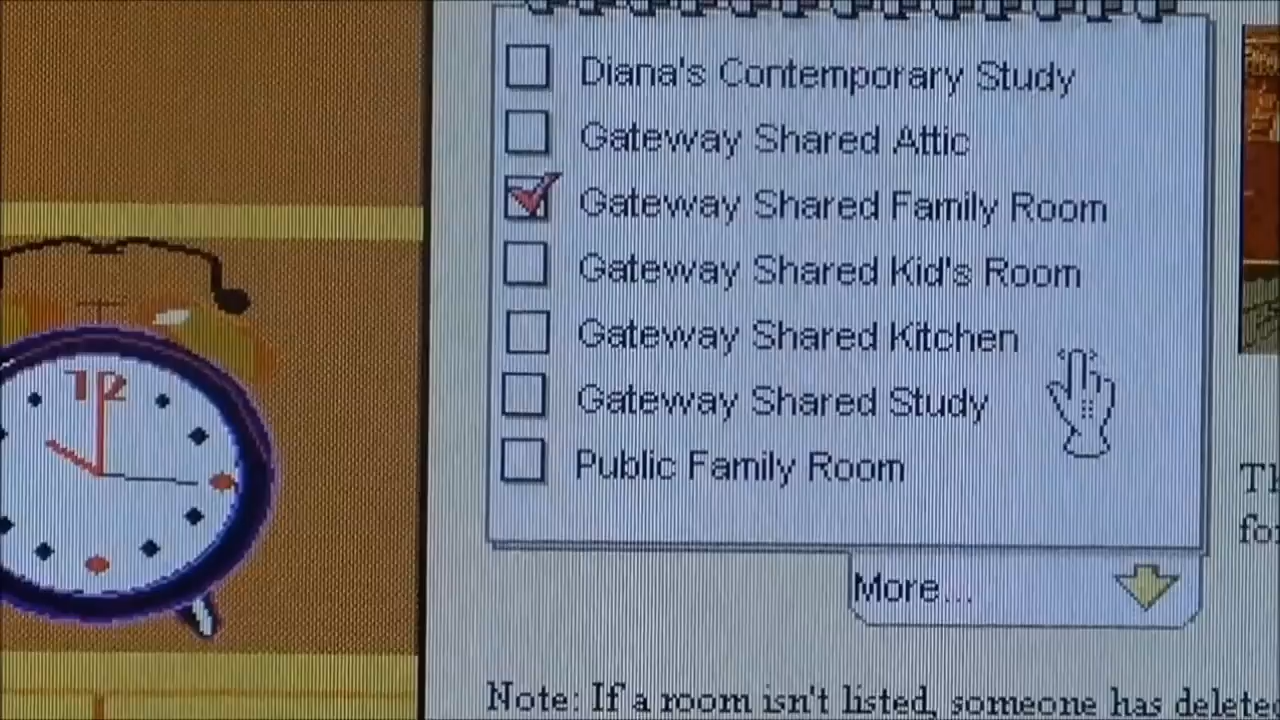 Diana's Contemporary Study
Gateway Shared Attic
Gateway Shared Family Room
Gateway Shared Kid's Room
Gateway Shared Kitchen
12
Gateway Shared Study
Public Family Room
More...
Note: If a room isn't listed, someone has